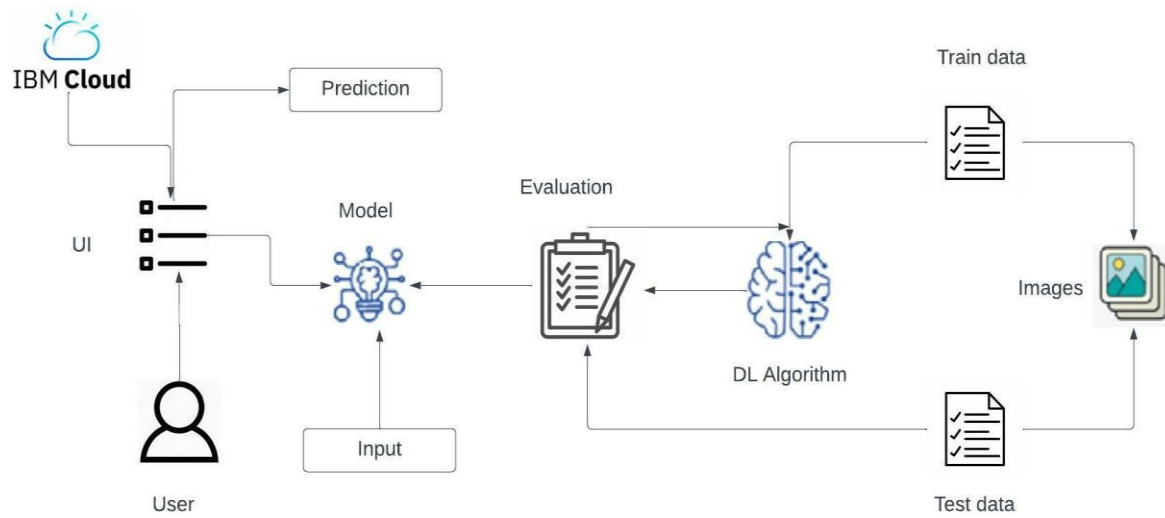 IBM Cloud
Prediction
Train data
Evaluation
Model
UI
Images
DL Algorithm
Input
User
Test data